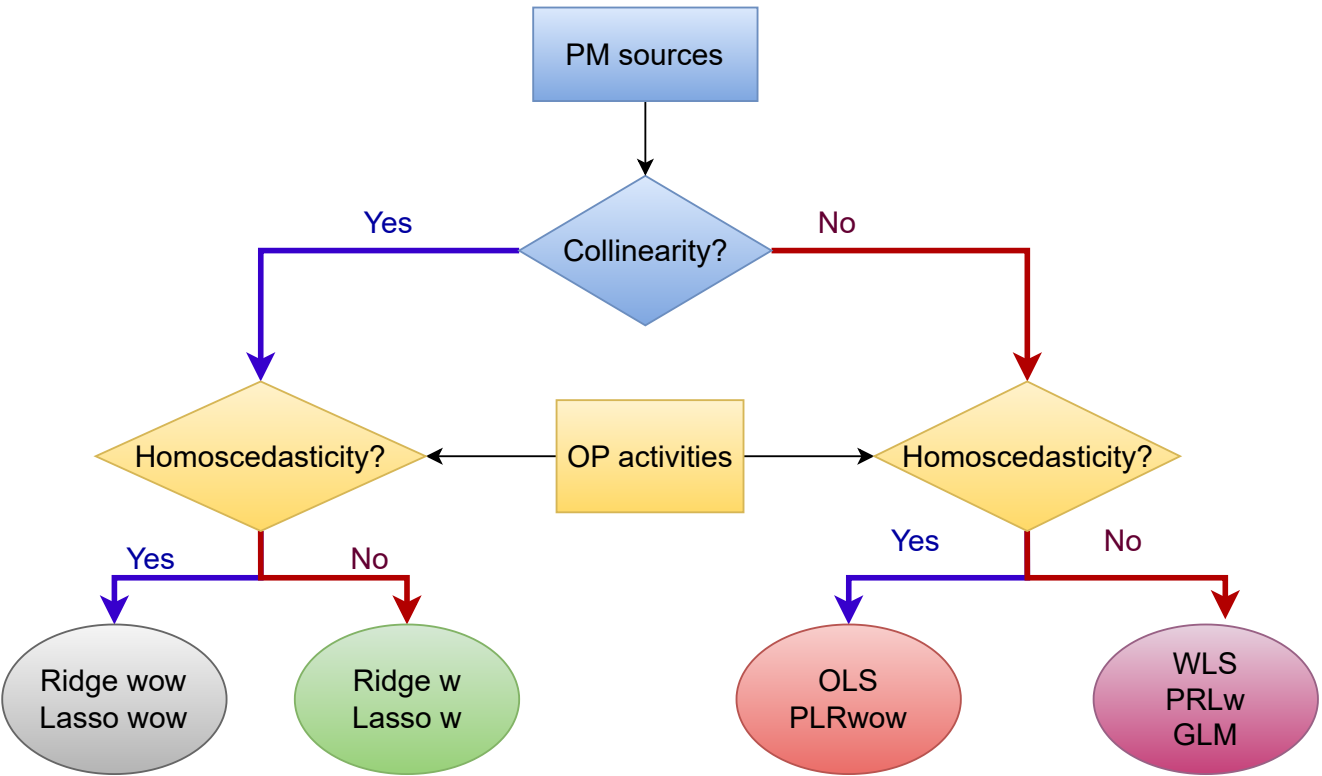 PM sources
Yes
No
Collinearity?
Homoscedasticity?
OP activities
Homoscedasticity?
Yes
No
Yes
No
Ridge wow
Lasso wow
Ridge w
Lasso w
OLS
PLRwow
WLS
PRLw
GLM